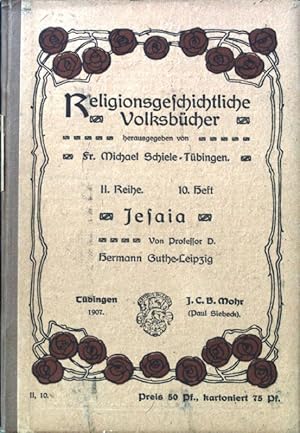 Religionsgeſchichtliche
Volksbücher
herausgegeben von
Fr. Michael Schiele-Tübingen.
II. Reihe. 10. Heft
Jeſaia
Von Profeſſor D.
Hermann Guthe-Leipzig
Tübingen
1907.
J. C. B. Mohr
(Paul Siebeck).
II, 10.
Preis 50 Pf., kartoniert 75 Pf.